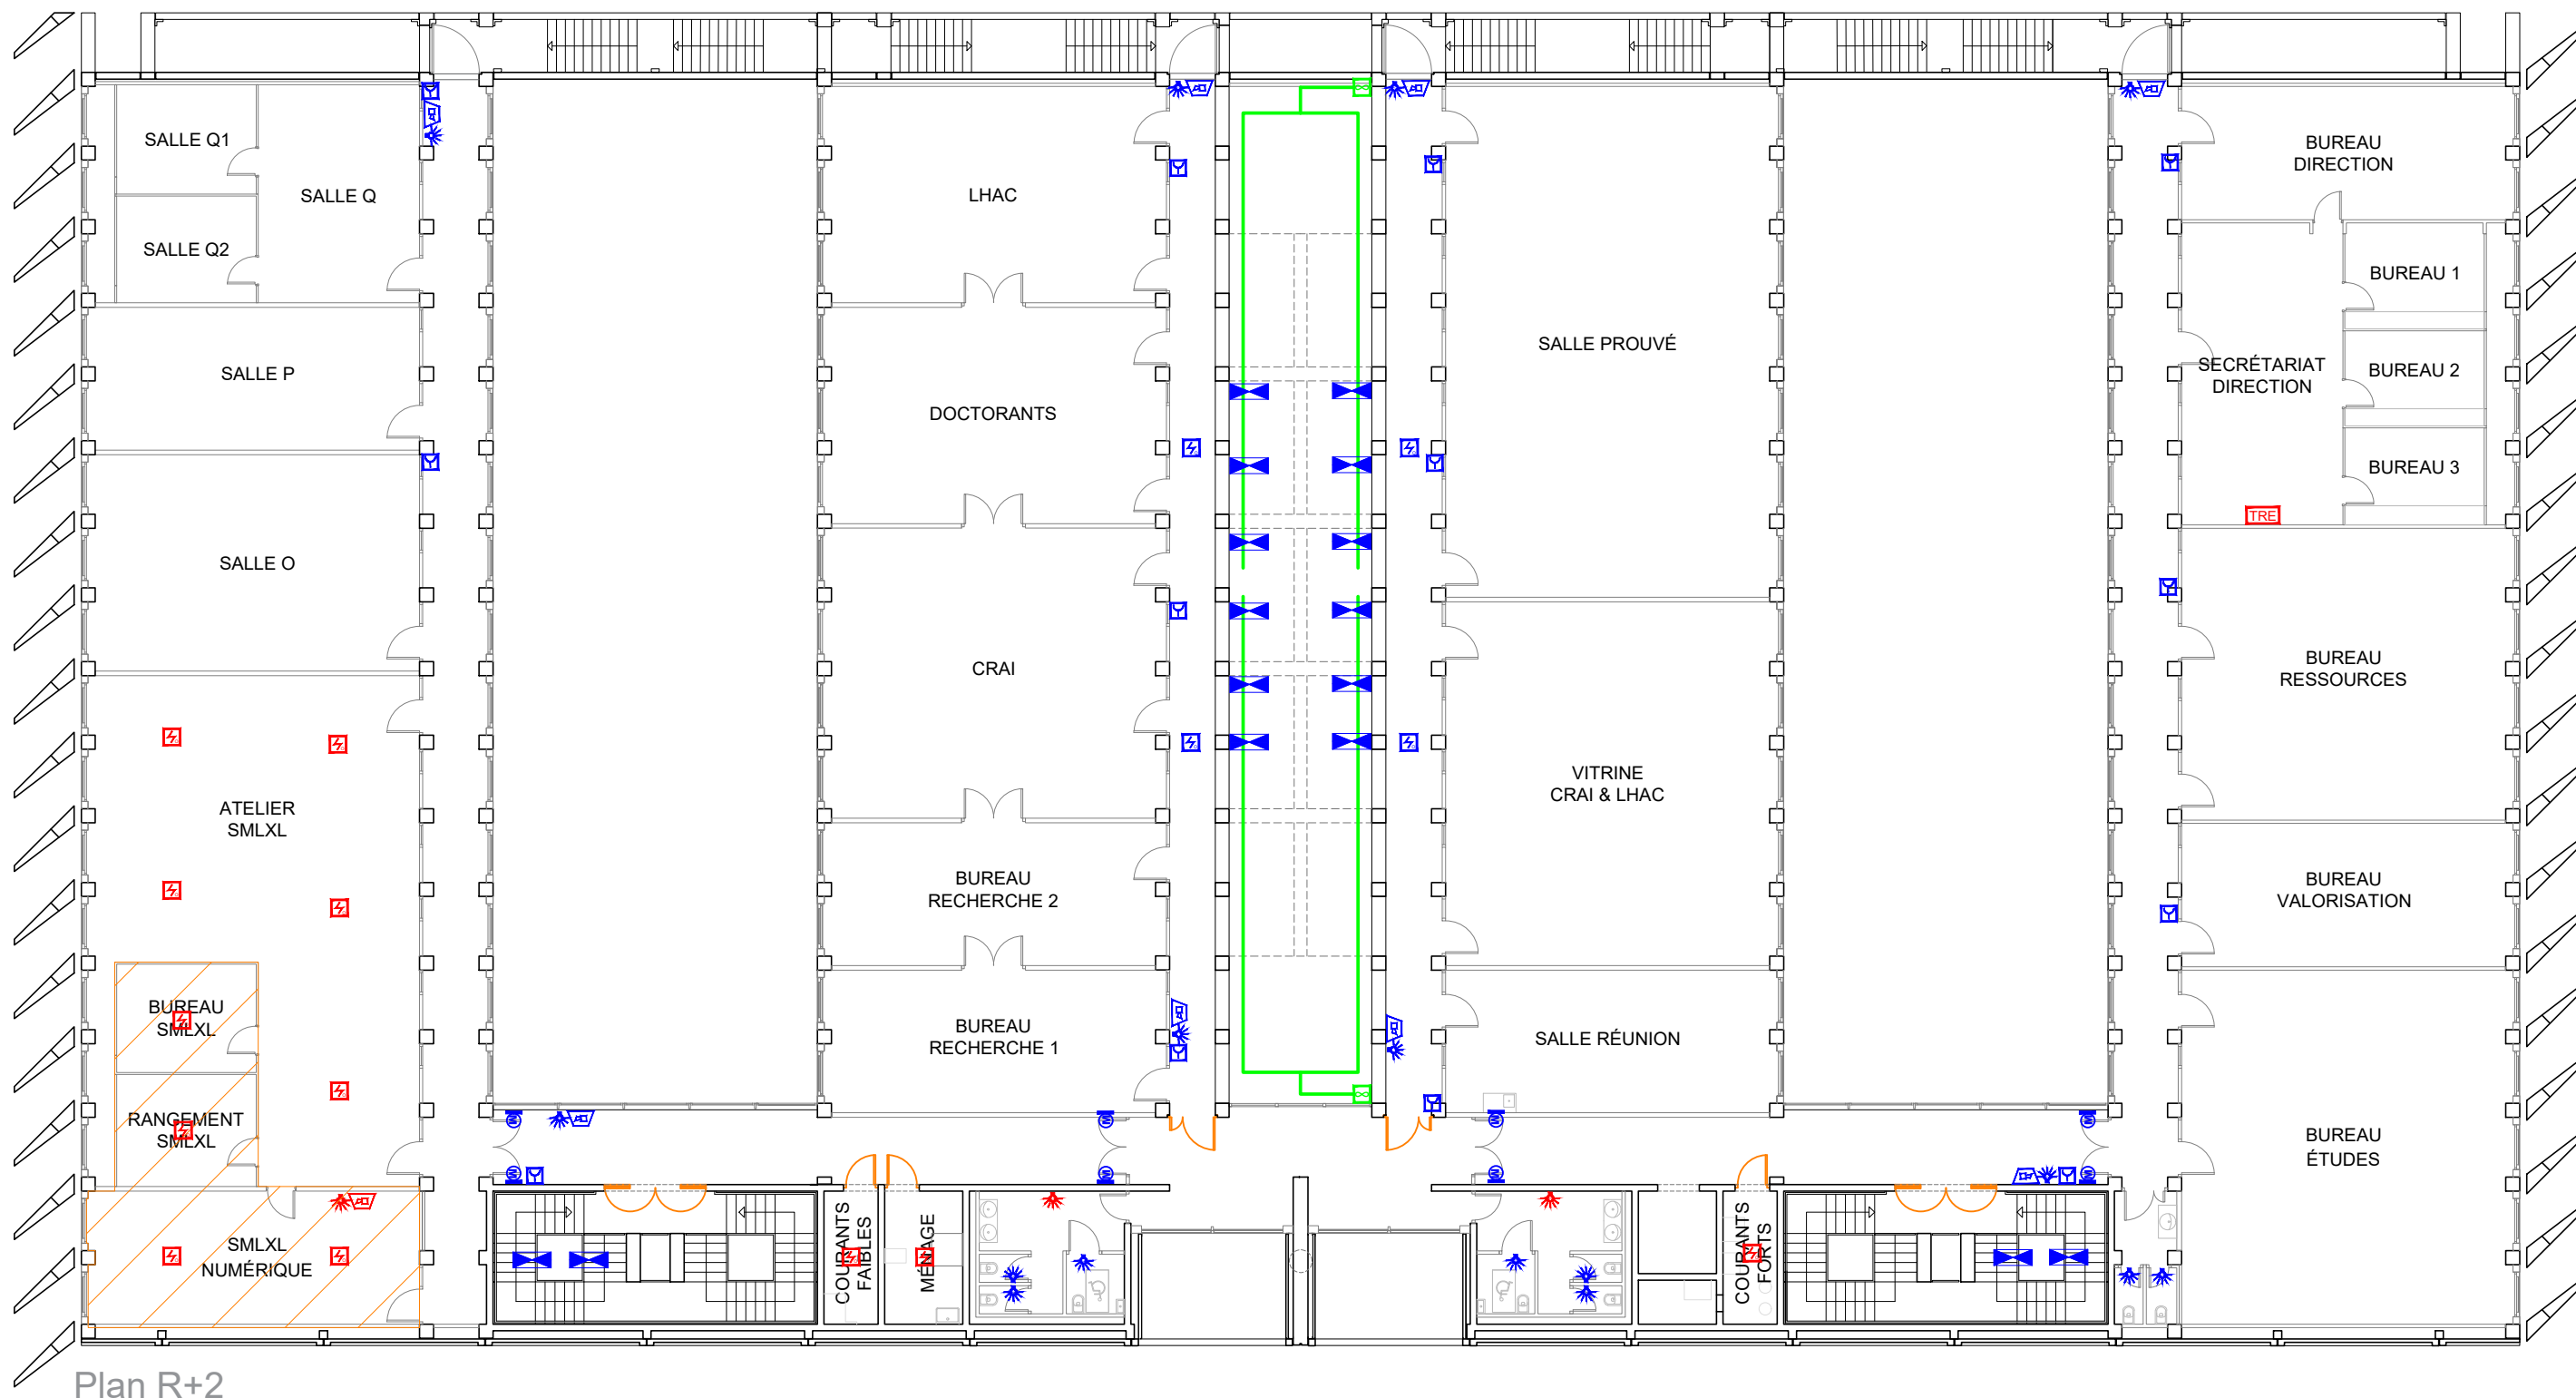 SALLE Q1
SALLE Q
SALLE Q2
SALLE P
SALLE O
ATELIER
SMLXL
BUREAU
SMLXL
RANGEMENT
SMLXL
SMLXL
NUMÉRIQUE
LHAC
DOCTORANTS
CRAI
BUREAU
RECHERCHE 2
BUREAU
RECHERCHE 1
COURANTS
FAIBLES
MÉNAGE
SALLE PROUVÉ
VITRINE
CRAI & LHAC
SALLE RÉUNION
COURANTS
FORTS
BUREAU
DIRECTION
SECRÉTARIAT
DIRECTION
BUREAU 1
BUREAU 2
BUREAU 3
TRE
BUREAU
RESSOURCES
BUREAU
VALORISATION
BUREAU
ÉTUDES
Plan R+2